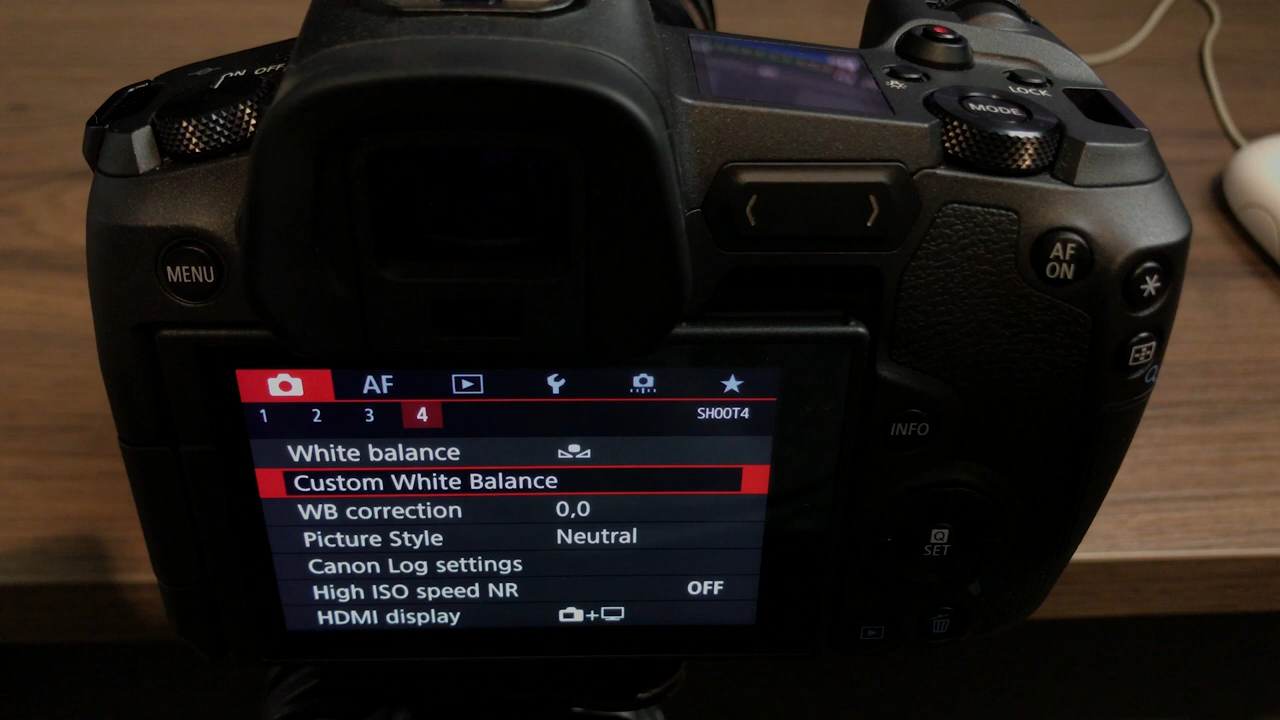 ON OFF
LOCK
MODE
MENU
AF
ON
INFO
Q
SET
AF
1 2 3 4 SHOOT4
White balance
Custom White Balance
WB correction 0,0
Picture Style Neutral
Canon Log settings
High ISO speed NR OFF
HDMI display